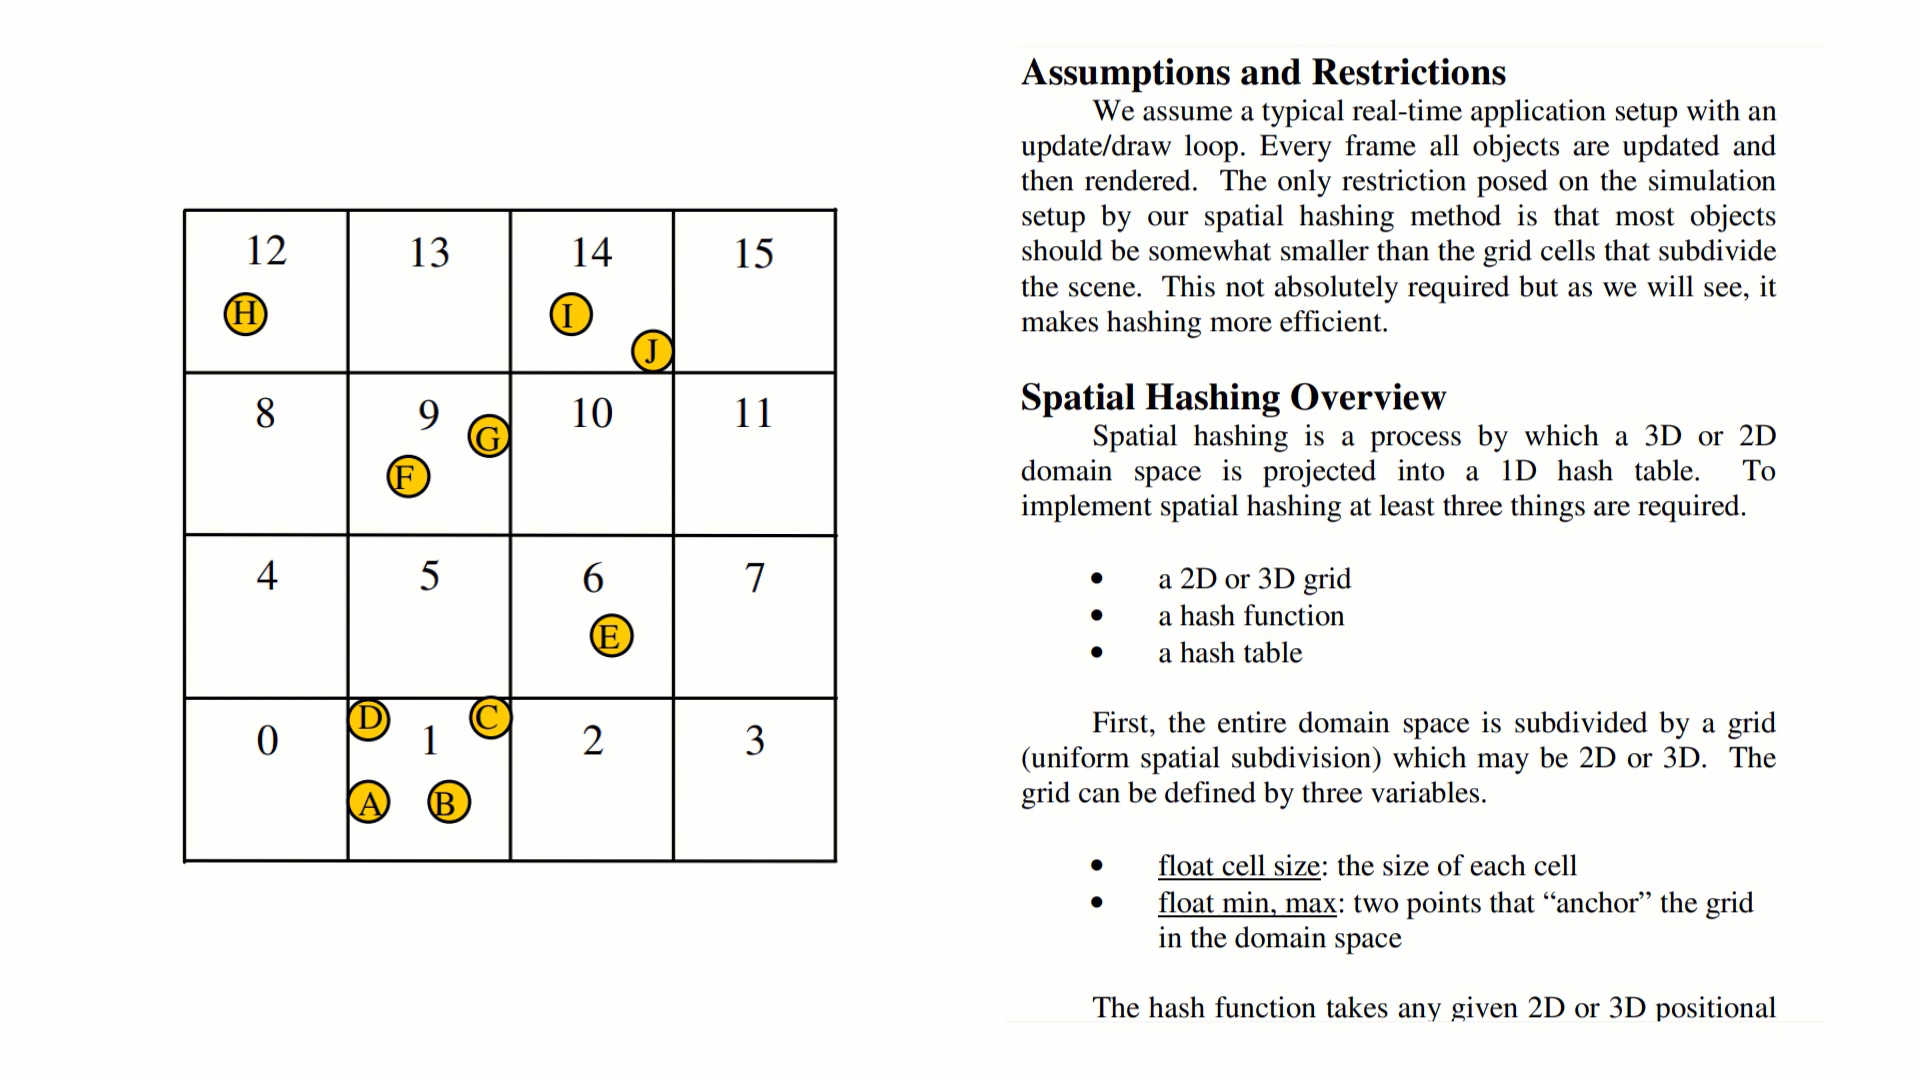 12 13 14 15
H I J
8 9 10 11
G
F
4 5 6 7
E
D C
0 1 2 3
A B
Assumptions and Restrictions
We assume a typical real-time application setup with an
update/draw loop. Every frame all objects are updated and
then rendered. The only restriction posed on the simulation
setup by our spatial hashing method is that most objects
should be somewhat smaller than the grid cells that subdivide
the scene. This not absolutely required but as we will see, it
makes hashing more efficient.
Spatial Hashing Overview
Spatial hashing is a process by which a 3D or 2D
domain space is projected into a 1D hash table. To
implement spatial hashing at least three things are required.
• a 2D or 3D grid
• a hash function
• a hash table
First, the entire domain space is subdivided by a grid
(uniform spatial subdivision) which may be 2D or 3D. The
grid can be defined by three variables.
• float cell size: the size of each cell
• float min, max: two points that “anchor” the grid
in the domain space
The hash function takes any given 2D or 3D positional